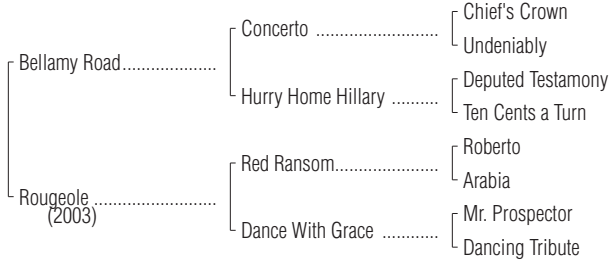 Chief's Crown
Concerto ........................
Undeniably
Bellamy Road...................
Deputed Testamony
Hurry Home Hillary .........
Ten Cents a Turn
Roberto
Red Ransom....................
Arabia
Rougeole ........................
(2003)
Mr. Prospector
Dance With Grace ...........
Dancing Tribute